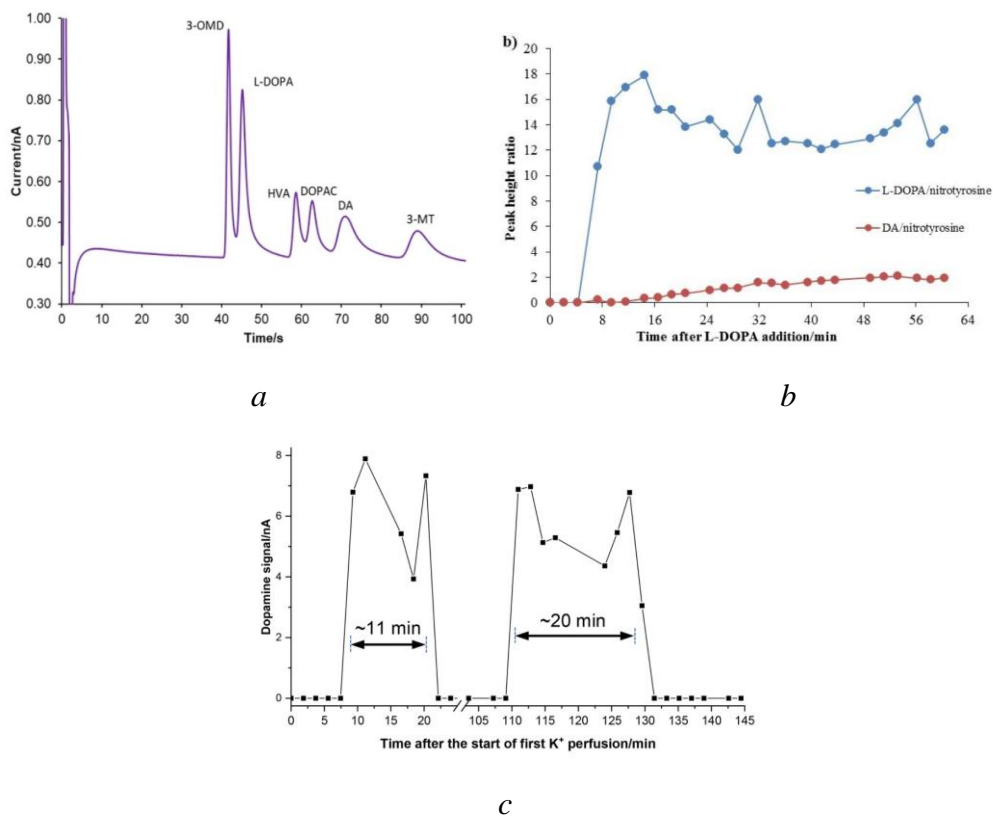 1.00
0.90
0.80
0.70
0.60
0.50
0.40
0.30
Current/nA
3-OMD
L-DOPA
HVA
DOPAC
DA
3-MT
0 10 20 30 40 50 60 70 80 90 100
Time/s
a
b)
20
18
16
14
12
10
8
6
4
2
0
Peak height ratio
L-DOPA/nitrotyrosine
DA/nitrotyrosine
0 8 16 24 32 40 48 56 64
Time after L-DOPA addition/min
b
8
6
4
2
0
Dopamine signal/nA
~11 min
~20 min
0 5 10 15 20 105 110 115 120 125 130 135 140 145
Time after the start of first K⁺ perfusion/min
c